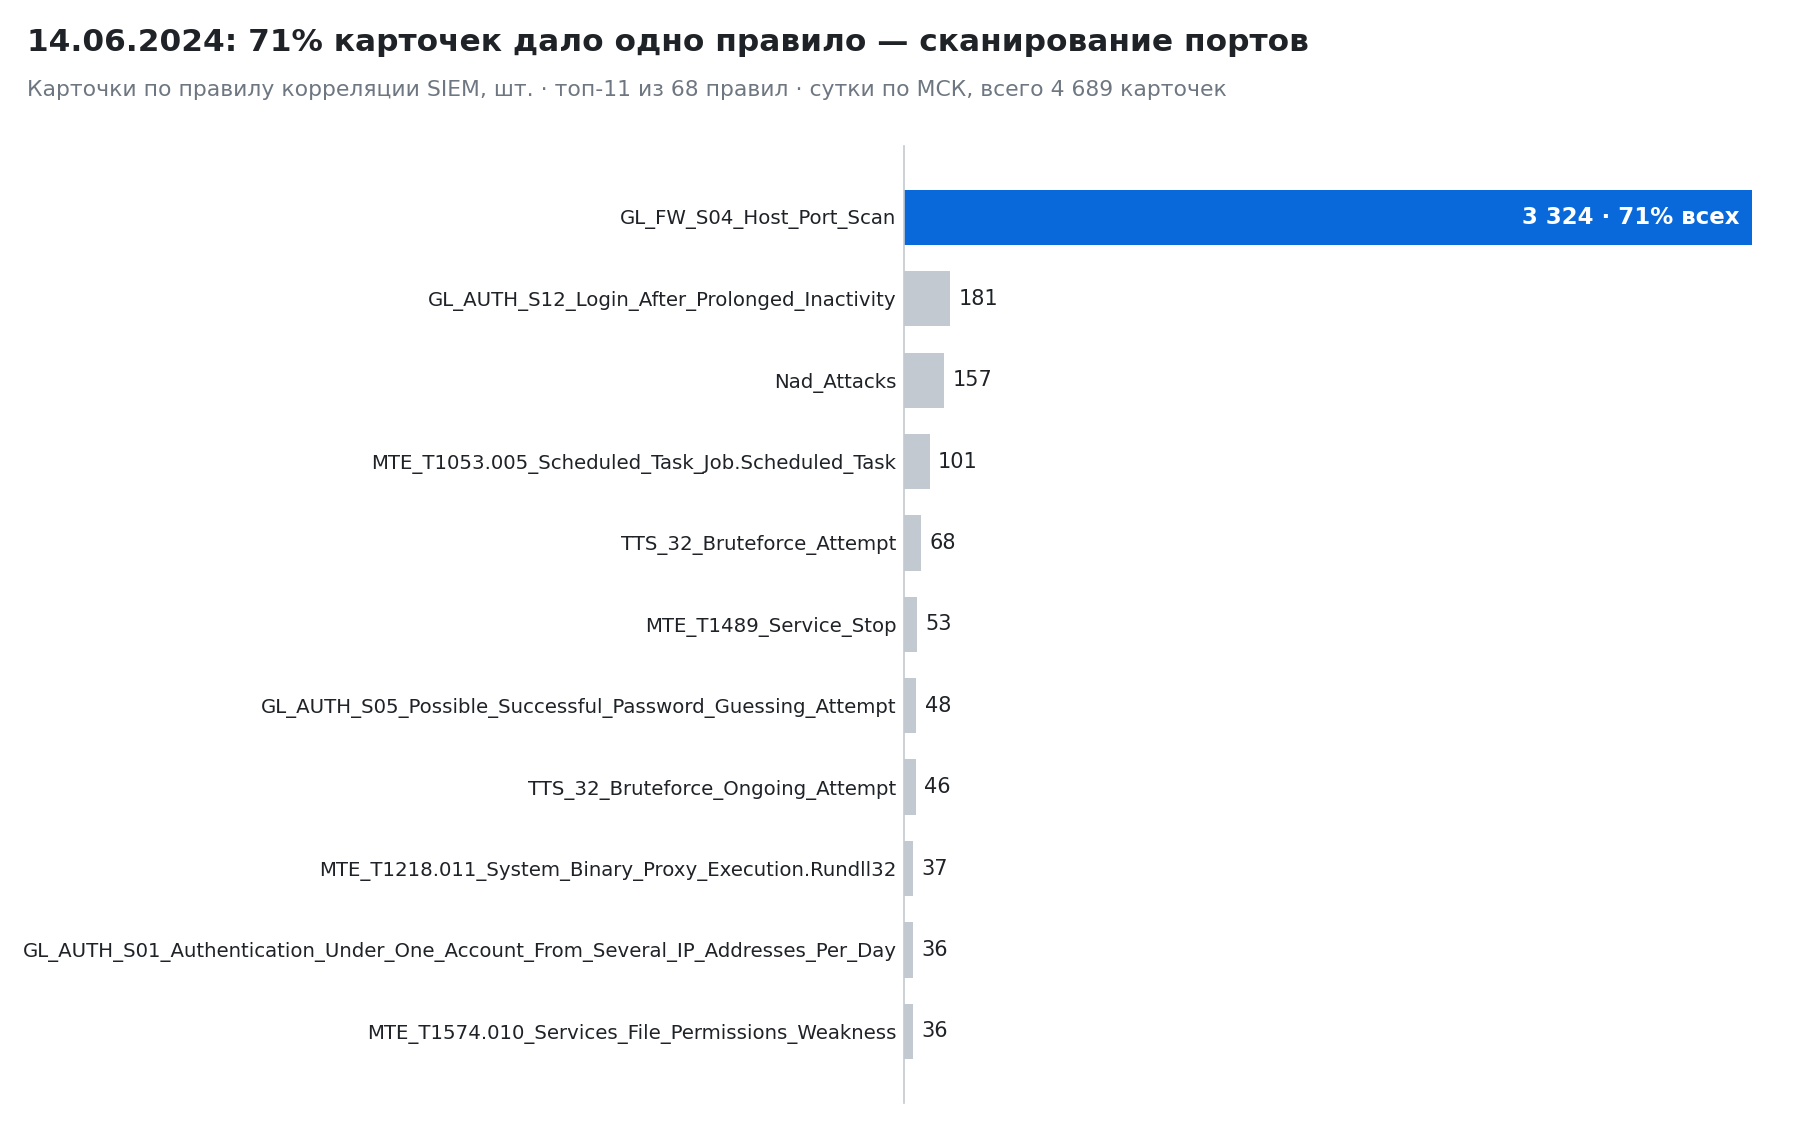 14.06.2024: 71% карточек дало одно правило — сканирование портов
Карточки по правилу корреляции SIEM, шт. · топ-11 из 68 правил · сутки по МСК, всего 4 689 карточек
GL_FW_S04_Host_Port_Scan 3 324 · 71% всех
GL_AUTH_S12_Login_After_Prolonged_Inactivity 181
Nad_Attacks 157
MTE_T1053.005_Scheduled_Task_Job.Scheduled_Task 101
TTS_32_Bruteforce_Attempt 68
MTE_T1489_Service_Stop 53
GL_AUTH_S05_Possible_Successful_Password_Guessing_Attempt 48
TTS_32_Bruteforce_Ongoing_Attempt 46
MTE_T1218.011_System_Binary_Proxy_Execution.Rundll32 37
GL_AUTH_S01_Authentication_Under_One_Account_From_Several_IP_Addresses_Per_Day 36
MTE_T1574.010_Services_File_Permissions_Weakness 36